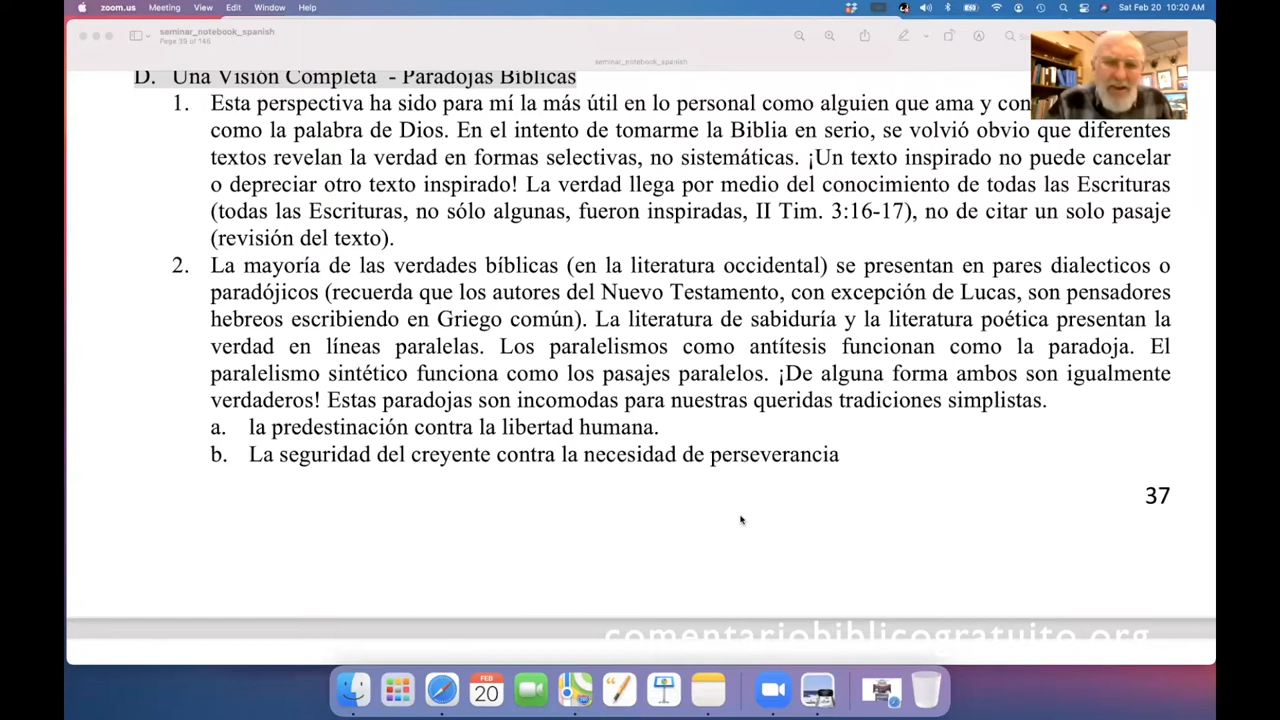 zoom.us Meeting View Edit Window Help Sat Feb 20 10:20 AM
seminar_notebook_spanish
Page 39 of 146
seminar_notebook_spanish
D. Una Visión Completa - Paradojas Bíblicas
1. Esta perspectiva ha sido para mí la más útil en lo personal como alguien que ama y
como la palabra de Dios. En el intento de tomarme la Biblia en serio, se volvió obvio que diferentes
textos revelan la verdad en formas selectivas, no sistemáticas. ¡Un texto inspirado no puede cancelar
o depreciar otro texto inspirado! La verdad llega por medio del conocimiento de todas las Escrituras
(todas las Escrituras, no sólo algunas, fueron inspiradas, II Tim. 3:16-17), no de citar un solo pasaje
(revisión del texto).
2. La mayoría de las verdades bíblicas (en la literatura occidental) se presentan en pares dialecticos o
paradójicos (recuerda que los autores del Nuevo Testamento, con excepción de Lucas, son pensadores
hebreos escribiendo en Griego común). La literatura de sabiduría y la literatura poética presentan la
verdad en líneas paralelas. Los paralelismos como antítesis funcionan como la paradoja. El
paralelismo sintético funciona como los pasajes paralelos. ¡De alguna forma ambos son igualmente
verdaderos! Estas paradojas son incomodas para nuestras queridas tradiciones simplistas.
a. la predestinación contra la libertad humana.
b. La seguridad del creyente contra la necesidad de perseverancia
37
comentariobiblicogratuito.org
FEB
20